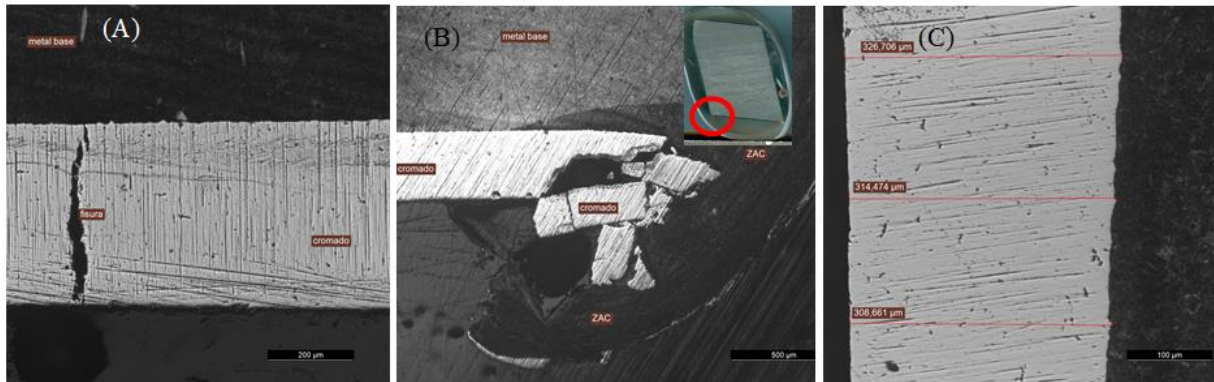 (A)
metal base
fisura
cromado
200 µm
(B)
metal base
ZAC
cromado
cromado
ZAC
500 µm
(C)
326,706 µm
314,474 µm
308,661 µm
100 µm